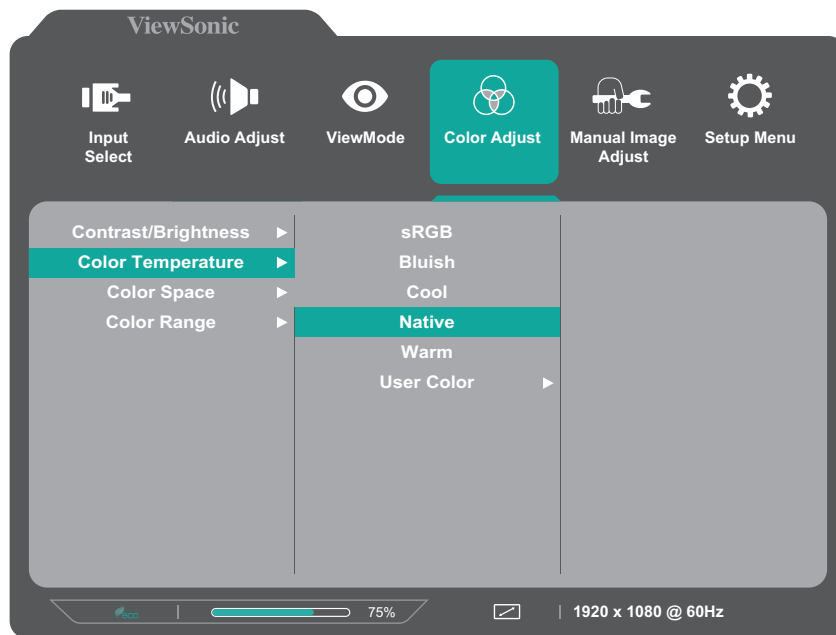 ViewSonic
Input
Select
Audio Adjust
ViewMode
Color Adjust
Manual Image
Adjust
Setup Menu
Contrast/Brightness
Color Temperature
Color Space
Color Range
sRGB
Bluish
Cool
Native
Warm
User Color
eco | 75% | 1920 x 1080 @ 60Hz